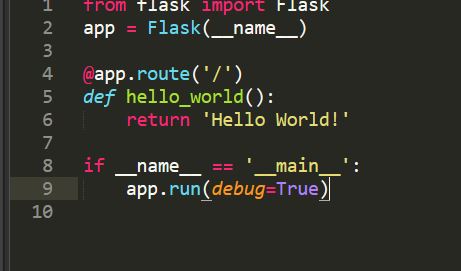 1 from flask import Flask
2 app = Flask(__name__)
3
4 @app.route('/')
5 def hello_world():
6     return 'Hello World!'
7
8 if __name__ == '__main__':
9     app.run(debug=True)
10